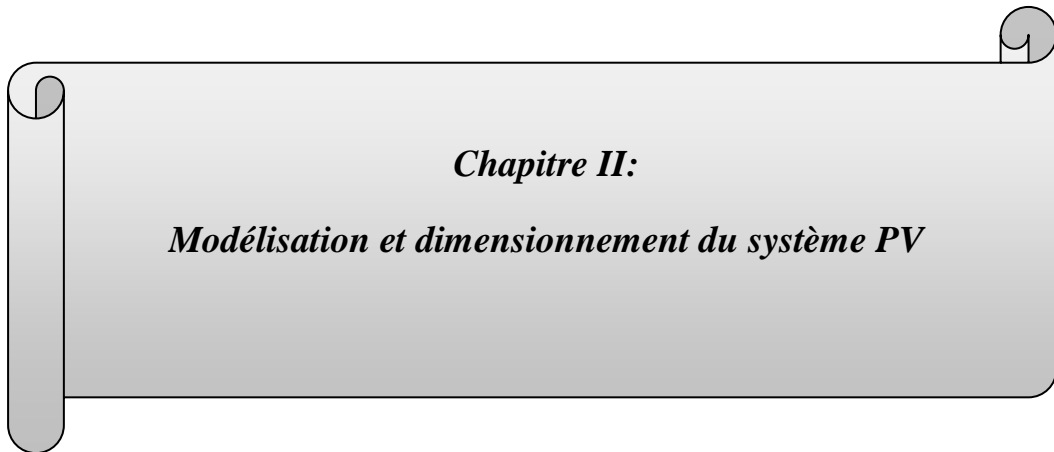 Chapitre II:
Modélisation et dimensionnement du système PV